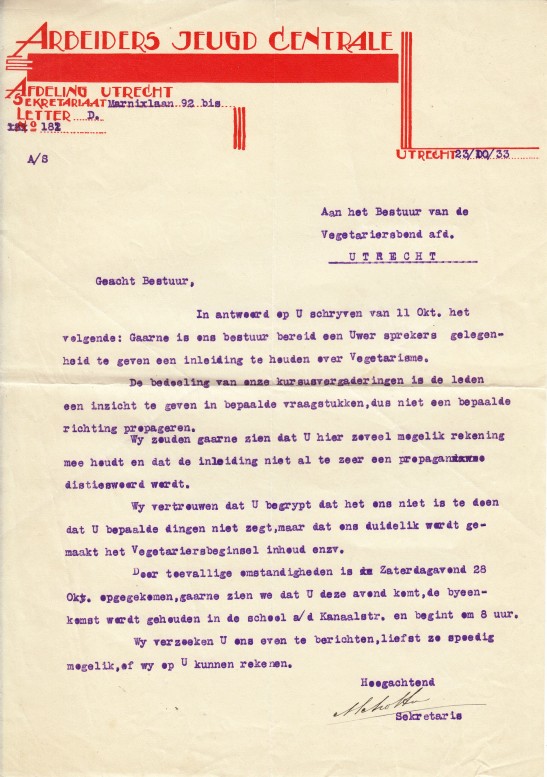 ARBEIDERS JEUGD CENTRALE
AFDELING UTRECHT
SEKRETARIAAT Marnixlaan 92 bis
LETTER D.
No 182
A/S
UTRECHT 23/10/33
Aan het Bestuur van de
Vegetariersbond afd.
UTRECHT
Geacht Bestuur,
In antwoord op U schryven van 11 Okt. het
volgende: Gaarne is ons bestuur bereid een Uwer sprekers gelegen-
heid te geven een inleiding te houden over Vegetarisme.
De bedoeling van onze kursusvergaderingen is de leden
een inzicht te geven in bepaalde vraagstukken,dus niet een bepaalde
richting propageren.
Wy zouden gaarne zien dat U hier zoveel mogelik rekening
mee houdt en dat de inleiding niet al te zeer een propagan
distieswoord wordt.
Wy vertrouwen dat U begrypt dat het ons niet is te doen
dat U bepaalde dingen niet zegt,maar dat ons duidelik wordt ge-
maakt het Vegetariersbeginsel inhoud enzv.
Door toevallige omstandigheden is Zaterdagavond 28
Okt. opgegekomen,gaarne zien we dat U deze avond komt,de byeen-
komst wordt gehouden in de school a/d Kanaalstr. en begint om 8 uur.
Wy verzoeken U ons even te berichten,liefst zo spoedig
mogelik,of wy op U kunnen rekenen.
Hoogachtend
Sekretaris